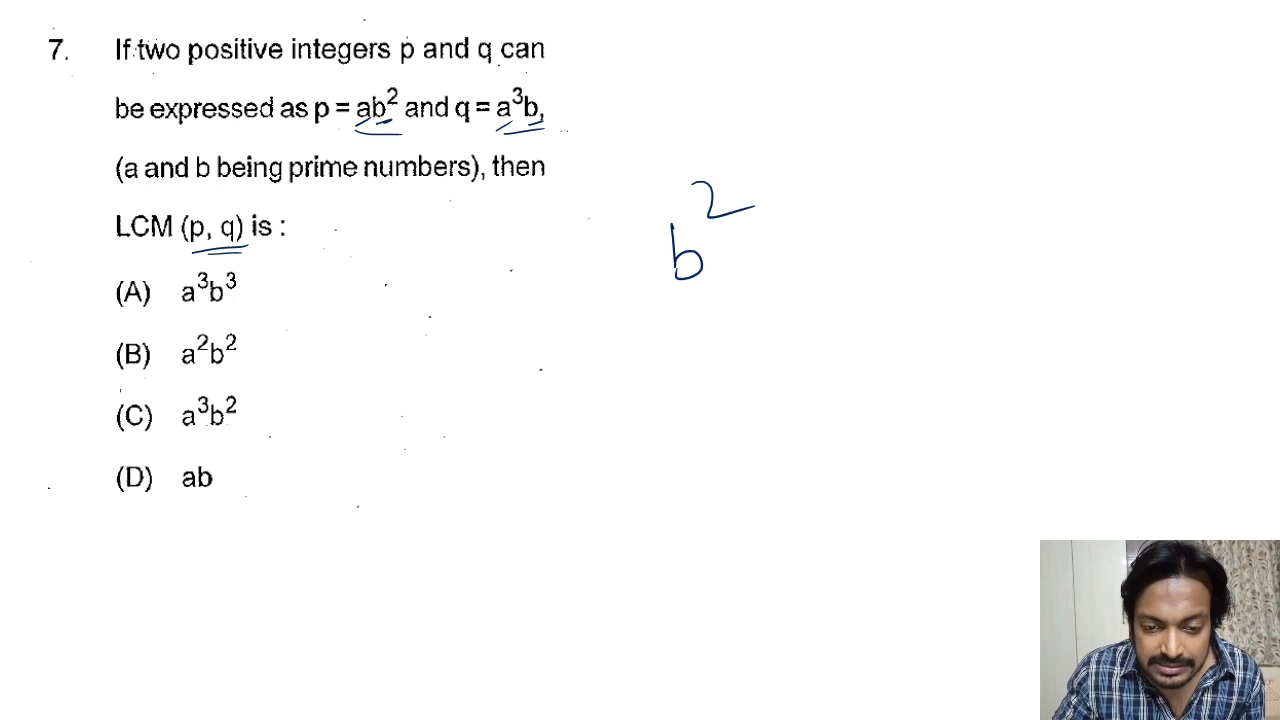 7. If two positive integers p and q can
be expressed as p = ab² and q = a³b,
(a and b being prime numbers), then
LCM (p, q) is :
(A) a³b³
(B) a²b²
(C) a³b²
(D) ab
b²